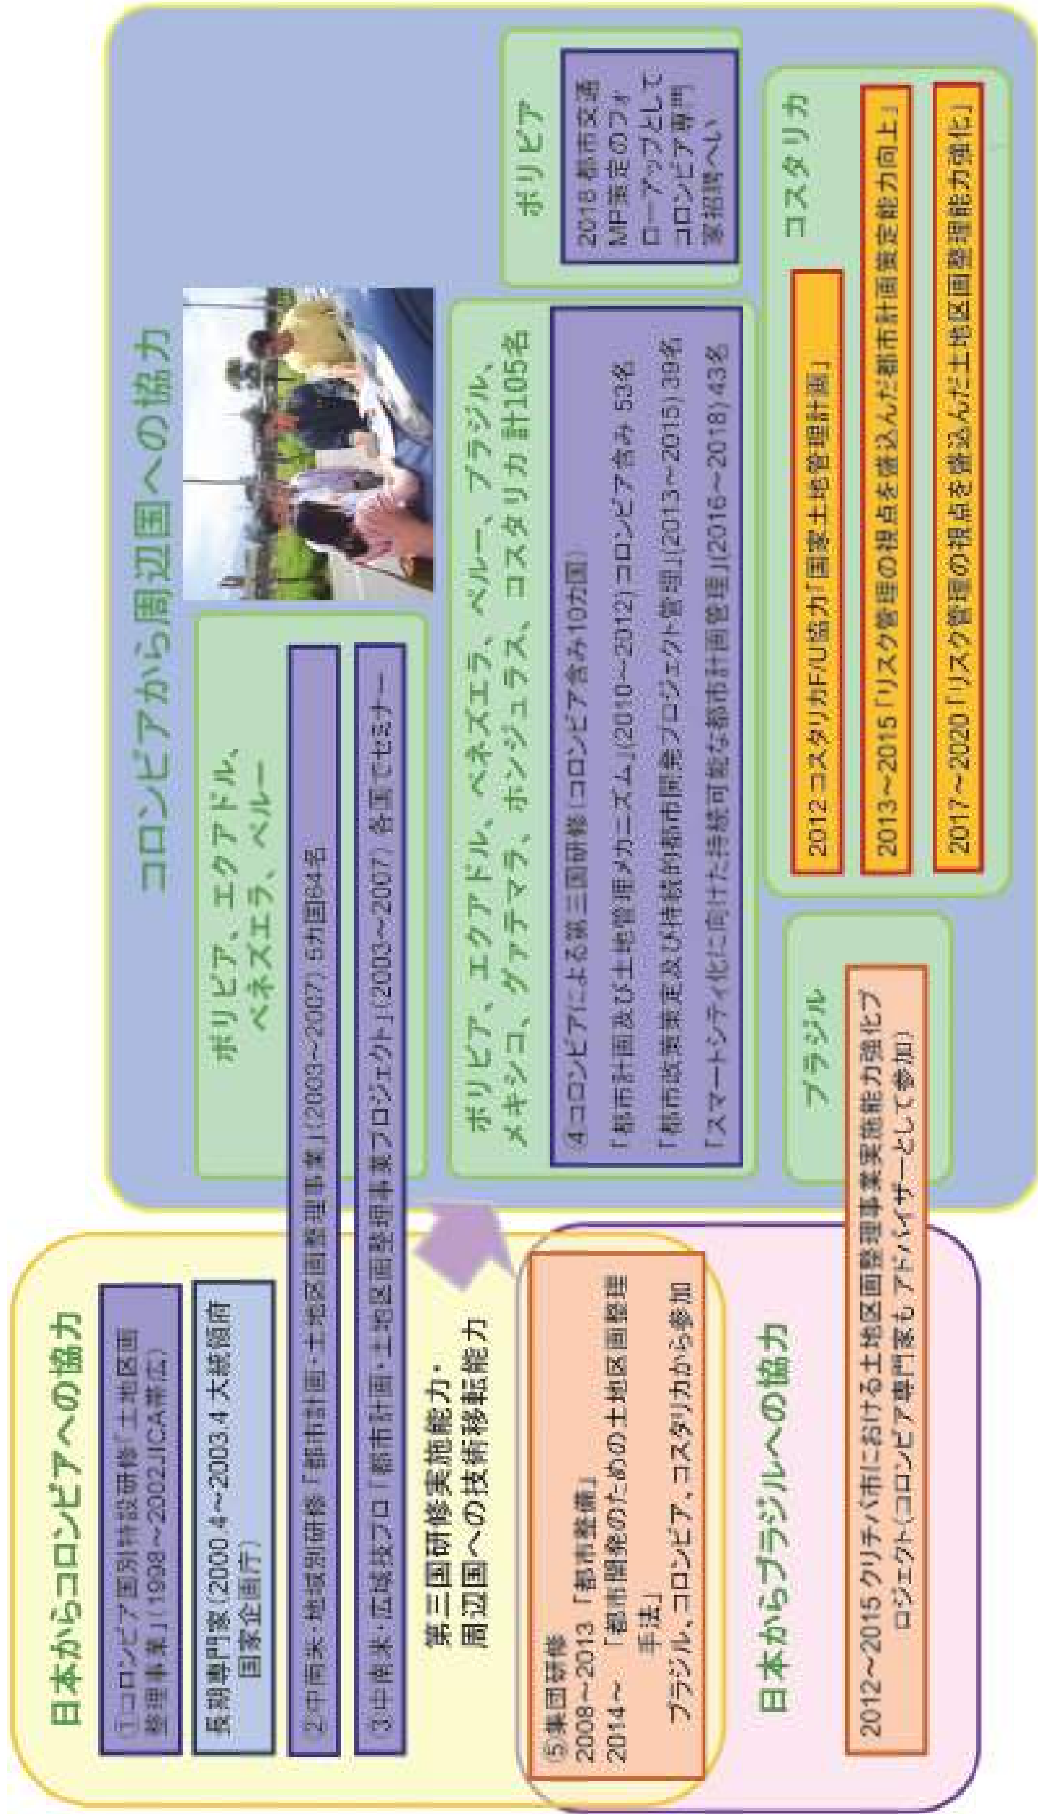 日本からコロンビアへの協力
①コロンビア国別特設研修「土地区画
整理事業」(1998～2002JICA帯広)
長期専門家(2000.4～2003.4大統領府
国家企画庁)
②中南米・地域別研修「都市計画・土地区画整理事業」(2003～2007) 5カ国64名
③中南米・広域技プロ「都市計画・土地区画整理事業プロジェクト」(2003～2007) 各国でセミナー
第三国研修実施能力・
周辺国への技術移転能力
⑤集団研修
2008～2013 「都市整備」
2014～ 「都市開発のための土地区画整理
手法」
ブラジル、コロンビア、コスタリカから参加
日本からブラジルへの協力
2012～2015クリチバ市における土地区画整理事業実施能力強化プ
ロジェクト(コロンビア専門家もアドバイザーとして参加)
コロンビアから周辺国への協力
ボリビア、エクアドル、
ベネズエラ、ペルー
ボリビア、エクアドル、ベネズエラ、ペルー、ブラジル、
メキシコ、グァテマラ、ホンジュラス、コスタリカ 計105名
④コロンビアによる第三国研修(コロンビア含み10カ国)
「都市計画及び土地管理メカニズム」(2010～2012)コロンビア含み 53名
「都市政策策定及び持続的都市開発プロジェクト管理」(2013～2015)39名
「スマートシティ化に向けた持続可能な都市計画管理」(2016～2018)43名
ボリビア
2018都市交通
MP策定のフォ
ローアップとして
コロンビア専門
家招聘へい
ブラジル
コスタリカ
2012コスタリカF/U協力「国家土地管理計画」
2013～2015「リスク管理の視点を盛込んだ都市計画策定能力向上」
2017～2020「リスク管理の視点を盛込んだ土地区画整理能力強化」